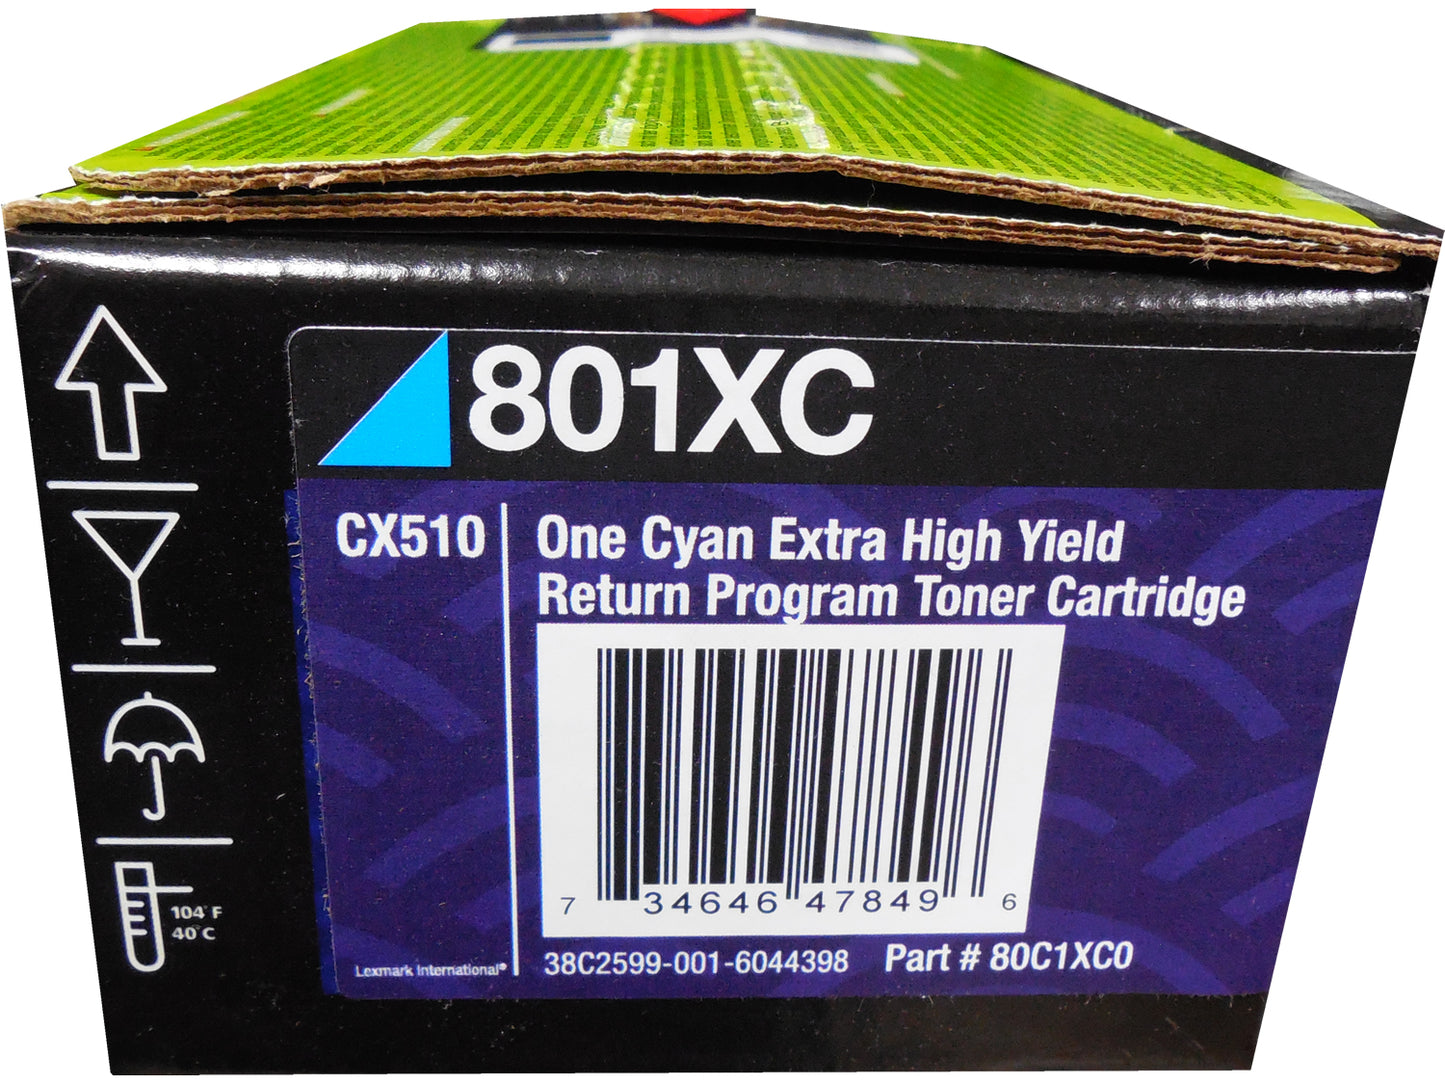 801XC
CX510
One Cyan Extra High Yield
Return Program Toner Cartridge
7 34646 47849 6
104°F
40°C
Lexmark International®
38C2599-001-6044398 Part # 80C1XC0